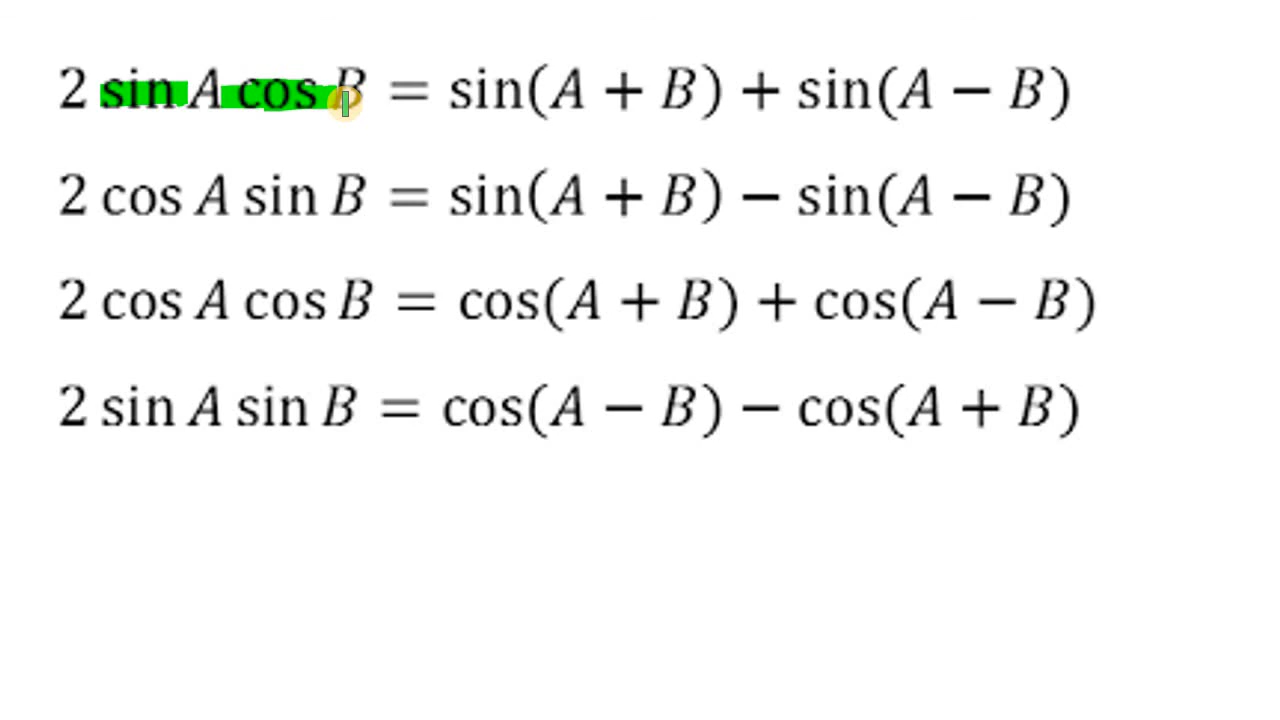 2 sin A cos B = sin(A + B) + sin(A − B)
2 cos A sin B = sin(A + B) − sin(A − B)
2 cos A cos B = cos(A + B) + cos(A − B)
2 sin A sin B = cos(A − B) − cos(A + B)